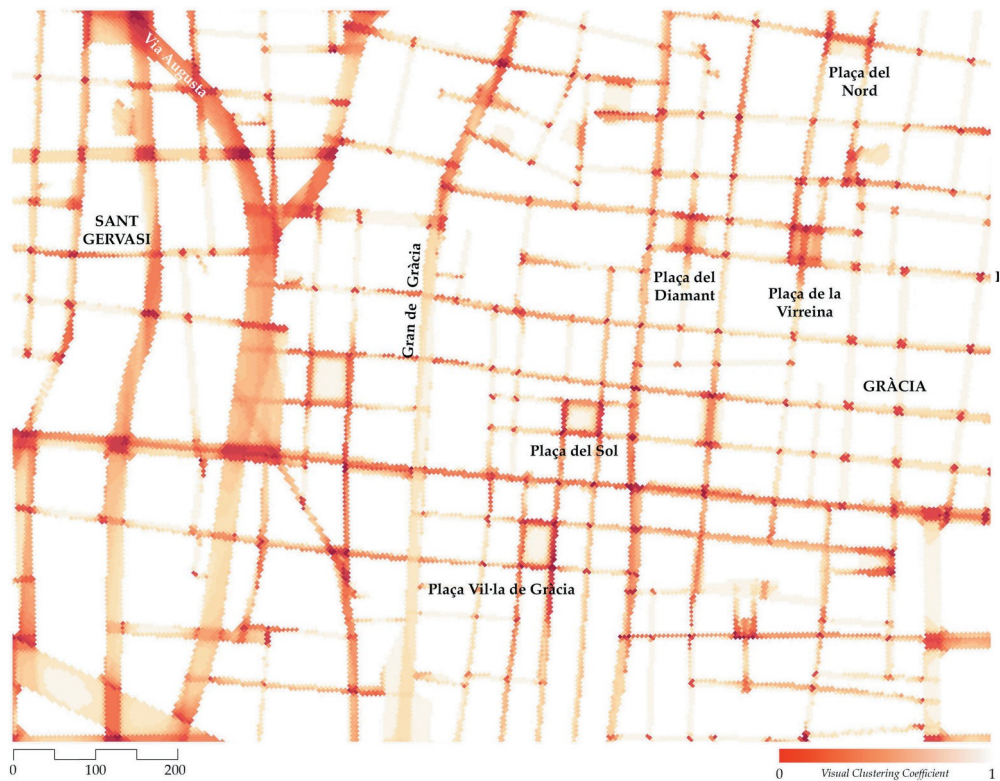 Via Augusta
Plaça del
Nord
SANT
GERVASI
Gran de Gràcia
Plaça del
Diamant
Plaça de la
Virreina
GRÀCIA
Plaça del Sol
Plaça Vil·la de Gràcia
0 100 200
0 Visual Clustering Coefficient 1